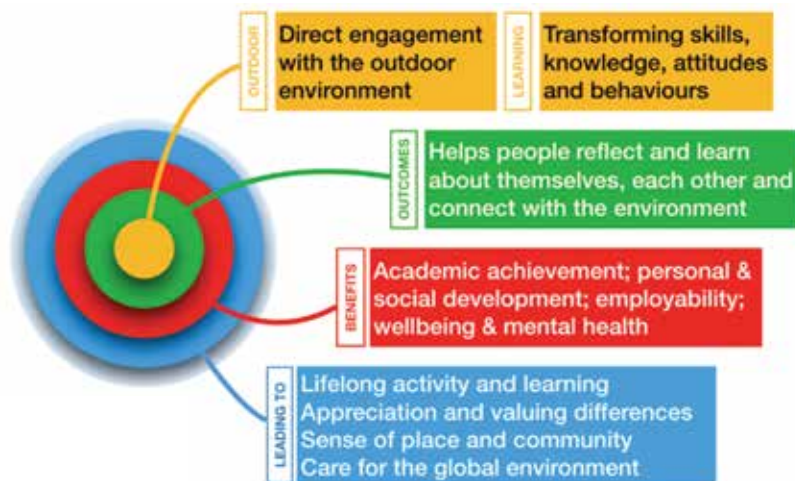 OUTDOOR
Direct engagement
with the outdoor
environment
LEARNING
Transforming skills,
knowledge, attitudes
and behaviours
OUTCOMES
Helps people reflect and learn
about themselves, each other and
connect with the environment
BENEFITS
Academic achievement; personal &
social development; employability;
wellbeing & mental health
LEADING TO
Lifelong activity and learning
Appreciation and valuing differences
Sense of place and community
Care for the global environment